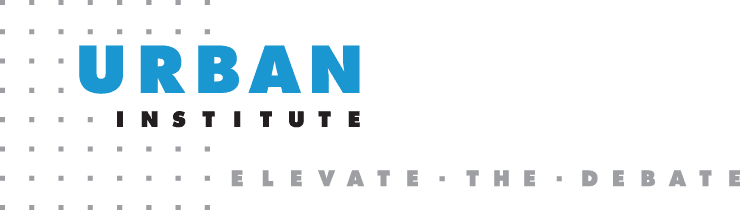 URBAN
INSTITUTE
ELEVATE · THE · DEBATE